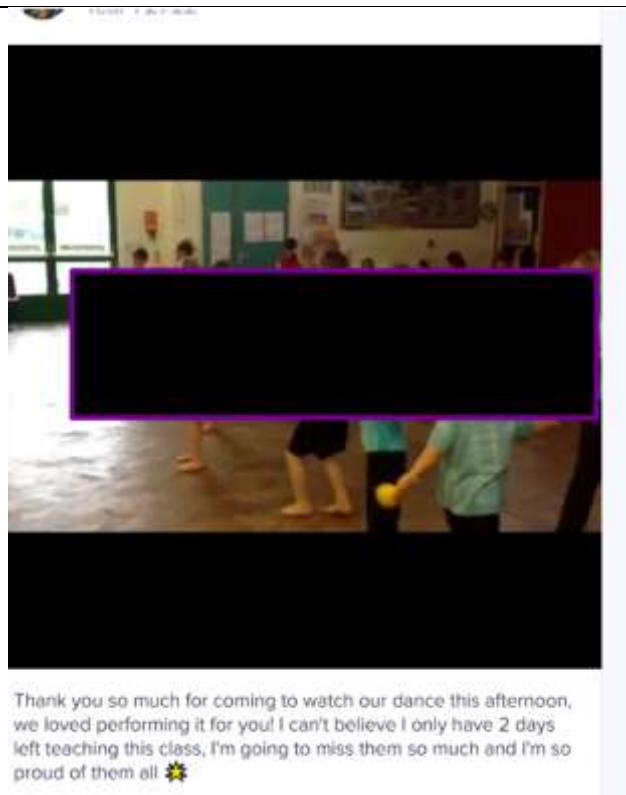 Thank you so much for coming to watch our dance this afternoon,
we loved performing it for you! I can't believe I only have 2 days
left teaching this class, I'm going to miss them so much and I'm so
proud of them all 🌟